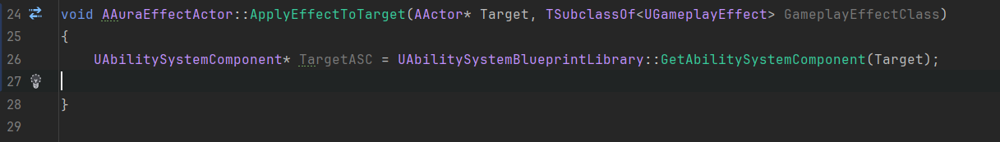 24 void AAuraEffectActor::ApplyEffectToTarget(AActor* Target, TSubclassOf<UGameplayEffect> GameplayEffectClass)
25 {
26 UAbilitySystemComponent* TargetASC = UAbilitySystemBlueprintLibrary::GetAbilitySystemComponent(Target);
27
28 }
29